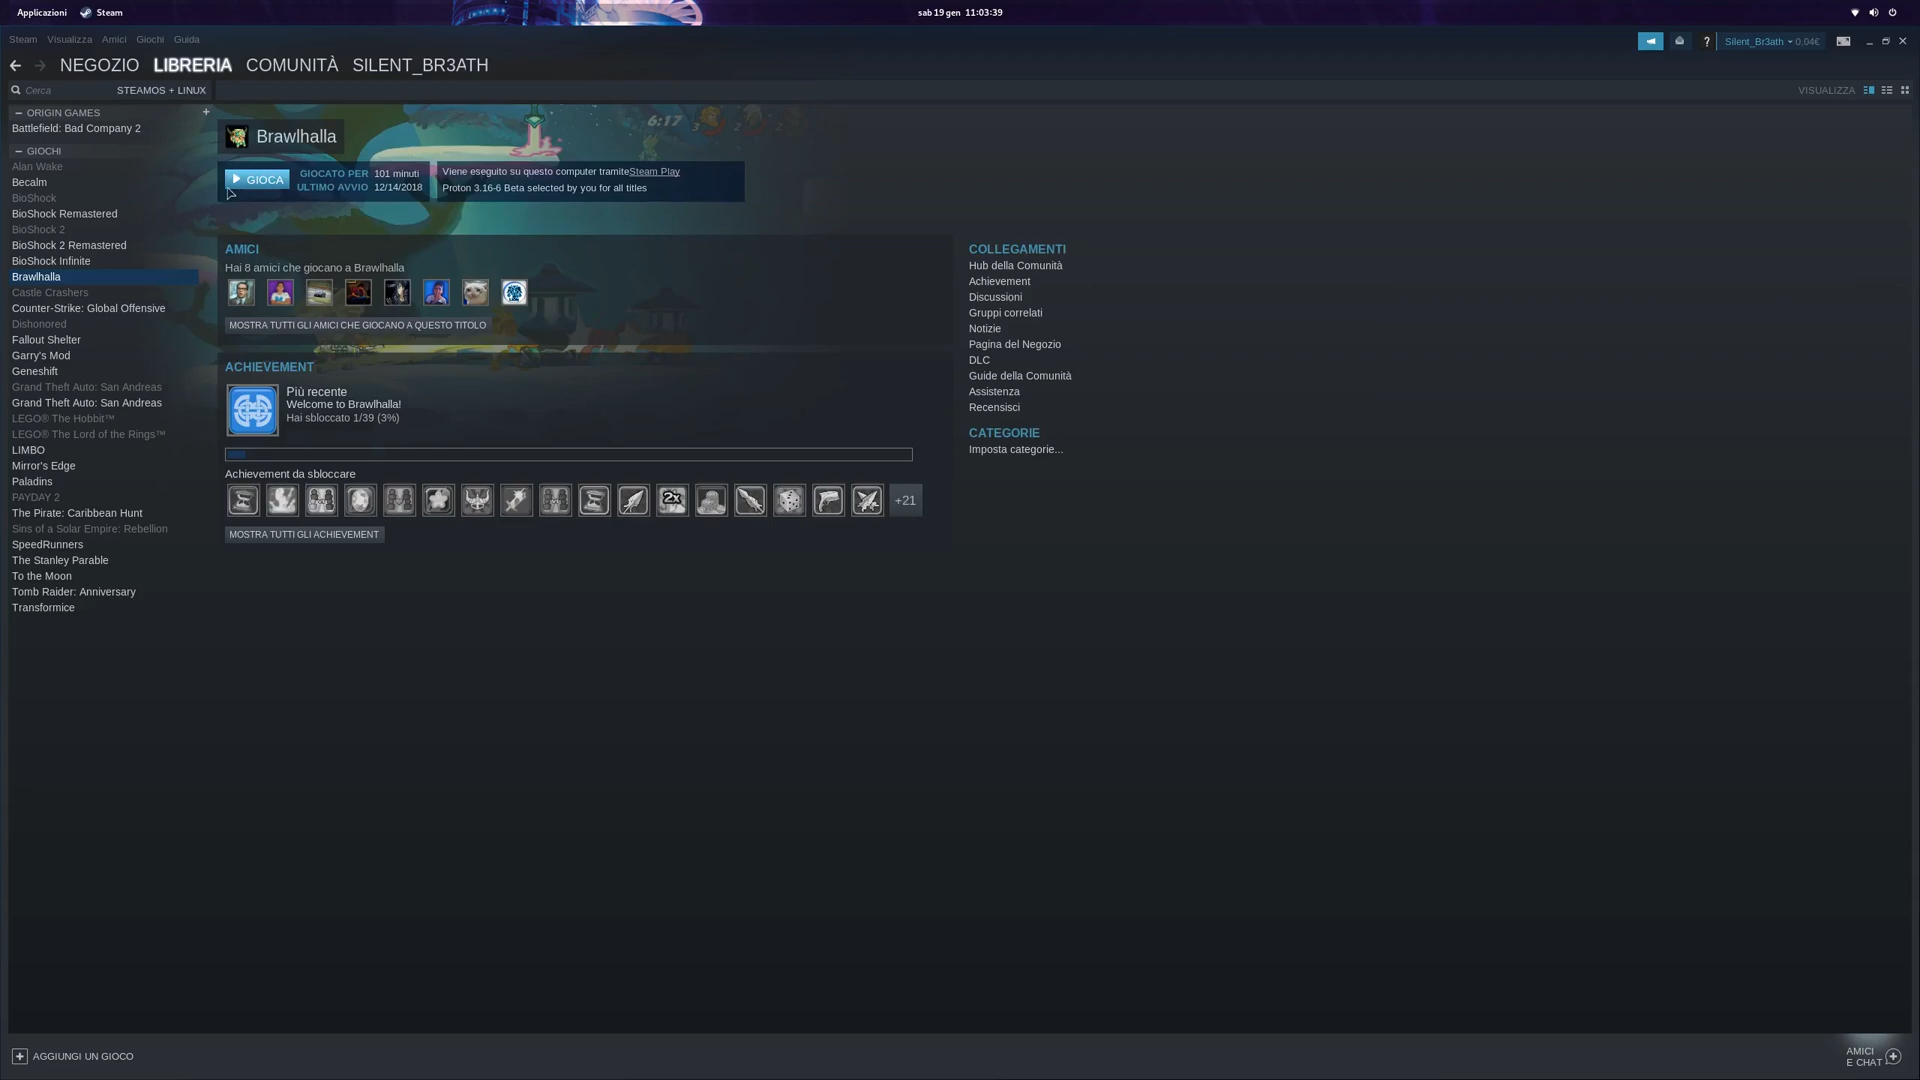 Applicazioni Steam sab 19 gen 11:03:39
Steam Visualizza Amici Giochi Guida
? Silent_Br3ath 0,04€
NEGOZIO LIBRERIA COMUNITÀ SILENT_BR3ATH
Cerca STEAMOS + LINUX VISUALIZZA
ORIGIN GAMES +
Battlefield: Bad Company 2
GIOCHI
Alan Wake
Becalm
BioShock
BioShock Remastered
BioShock 2
BioShock 2 Remastered
BioShock Infinite
Brawlhalla
Castle Crashers
Counter-Strike: Global Offensive
Dishonored
Fallout Shelter
Garry's Mod
Geneshift
Grand Theft Auto: San Andreas
Grand Theft Auto: San Andreas
LEGO® The Hobbit™
LEGO® The Lord of the Rings™
LIMBO
Mirror's Edge
Paladins
PAYDAY 2
The Pirate: Caribbean Hunt
Sins of a Solar Empire: Rebellion
SpeedRunners
The Stanley Parable
To the Moon
Tomb Raider: Anniversary
Transformice
6:17 3 2 2
Brawlhalla
GIOCA
GIOCATO PER 101 minuti
ULTIMO AVVIO 12/14/2018
Viene eseguito su questo computer tramiteSteam Play
Proton 3.16-6 Beta selected by you for all titles
AMICI
Hai 8 amici che giocano a Brawlhalla
MOSTRA TUTTI GLI AMICI CHE GIOCANO A QUESTO TITOLO
ACHIEVEMENT
Più recente
Welcome to Brawlhalla!
Hai sbloccato 1/39 (3%)
Achievement da sbloccare
2x
+21
MOSTRA TUTTI GLI ACHIEVEMENT
COLLEGAMENTI
Hub della Comunità
Achievement
Discussioni
Gruppi correlati
Notizie
Pagina del Negozio
DLC
Guide della Comunità
Assistenza
Recensisci
CATEGORIE
Imposta categorie...
AGGIUNGI UN GIOCO
AMICI
E CHAT